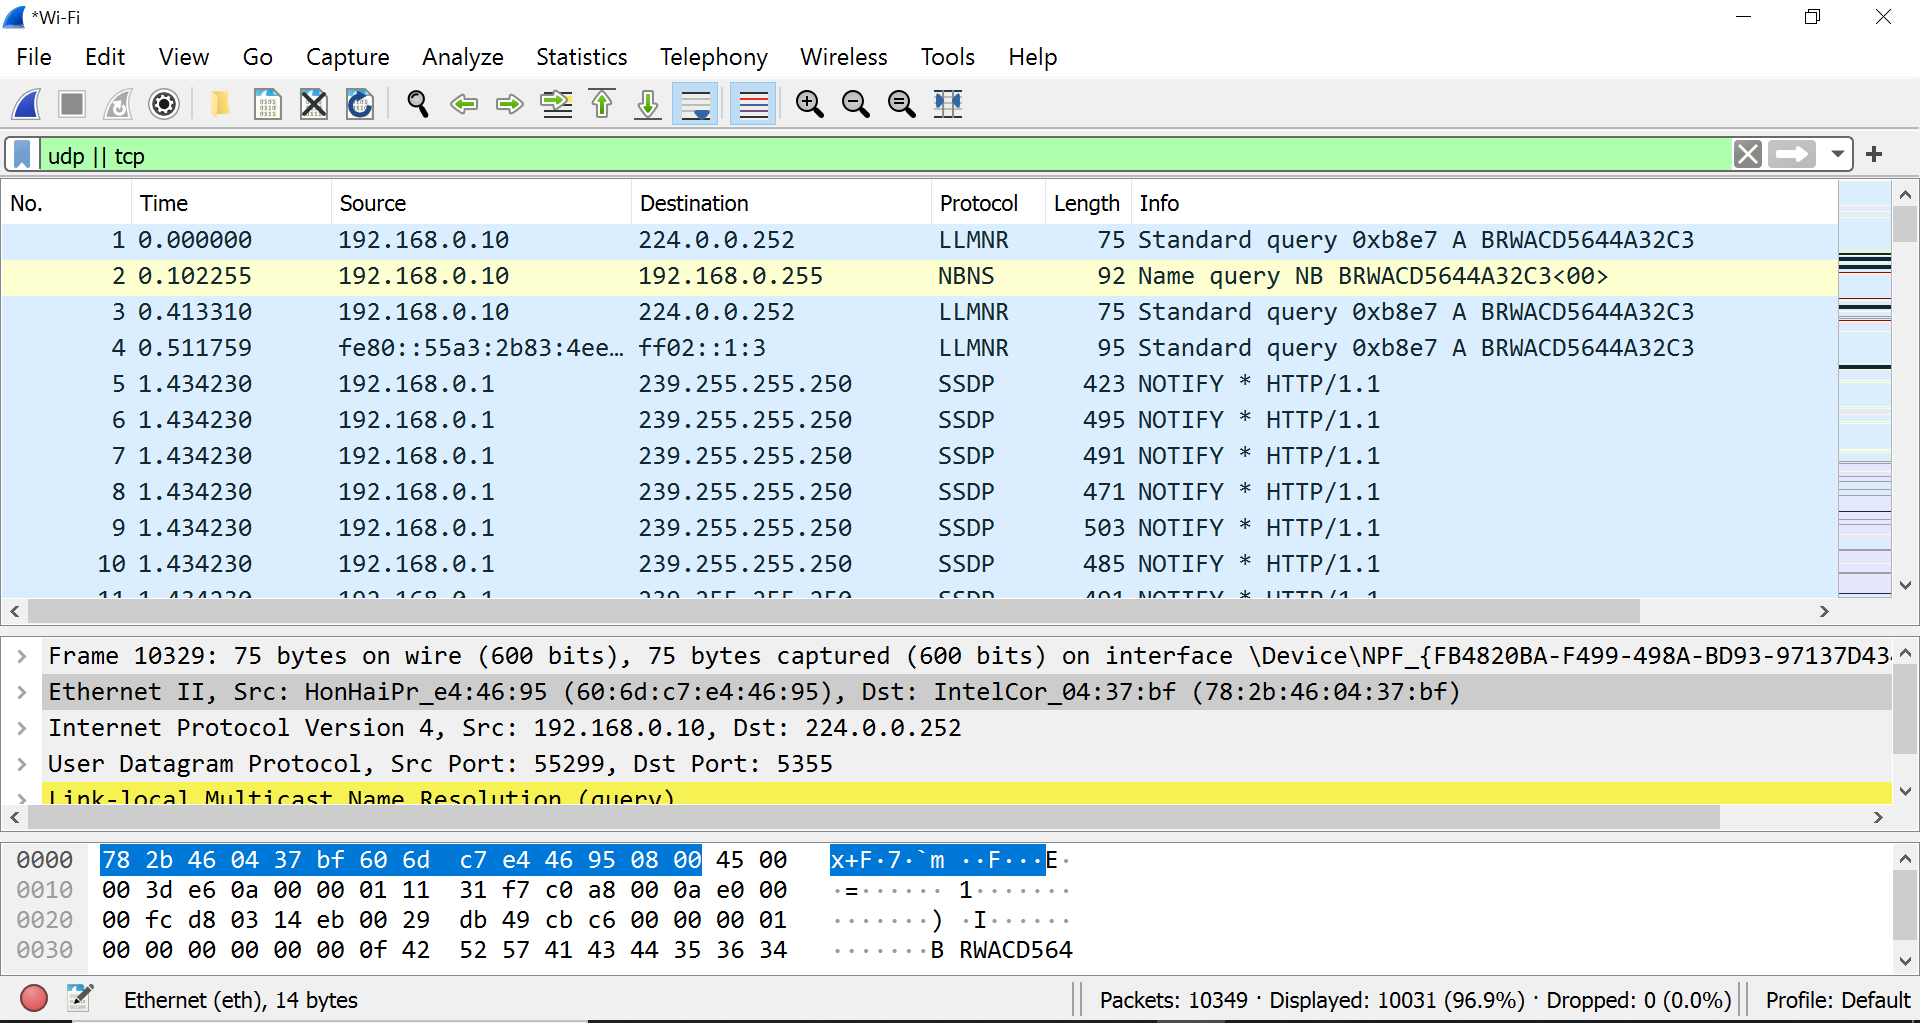 *Wi-Fi
File Edit View Go Capture Analyze Statistics Telephony Wireless Tools Help
udp || tcp
No. Time Source Destination Protocol Length Info
1 0.000000 192.168.0.10 224.0.0.252 LLMNR 75 Standard query 0xb8e7 A BRWACD5644A32C3
2 0.102255 192.168.0.10 192.168.0.255 NBNS 92 Name query NB BRWACD5644A32C3<00>
3 0.413310 192.168.0.10 224.0.0.252 LLMNR 75 Standard query 0xb8e7 A BRWACD5644A32C3
4 0.511759 fe80::55a3:2b83:4ee… ff02::1:3 LLMNR 95 Standard query 0xb8e7 A BRWACD5644A32C3
5 1.434230 192.168.0.1 239.255.255.250 SSDP 423 NOTIFY * HTTP/1.1
6 1.434230 192.168.0.1 239.255.255.250 SSDP 495 NOTIFY * HTTP/1.1
7 1.434230 192.168.0.1 239.255.255.250 SSDP 491 NOTIFY * HTTP/1.1
8 1.434230 192.168.0.1 239.255.255.250 SSDP 471 NOTIFY * HTTP/1.1
9 1.434230 192.168.0.1 239.255.255.250 SSDP 503 NOTIFY * HTTP/1.1
10 1.434230 192.168.0.1 239.255.255.250 SSDP 485 NOTIFY * HTTP/1.1
11 1.434230 192.168.0.1 239.255.255.250 SSDP 491 NOTIFY * HTTP/1.1
Frame 10329: 75 bytes on wire (600 bits), 75 bytes captured (600 bits) on interface \Device\NPF_{FB4820BA-F499-498A-BD93-97137D43
Ethernet II, Src: HonHaiPr_e4:46:95 (60:6d:c7:e4:46:95), Dst: IntelCor_04:37:bf (78:2b:46:04:37:bf)
Internet Protocol Version 4, Src: 192.168.0.10, Dst: 224.0.0.252
User Datagram Protocol, Src Port: 55299, Dst Port: 5355
Link-local Multicast Name Resolution (query)
0000 78 2b 46 04 37 bf 60 6d c7 e4 46 95 08 00 45 00 x+F·7·`m ··F···E·
0010 00 3d e6 0a 00 00 01 11 31 f7 c0 a8 00 0a e0 00 ·=······ 1·······
0020 00 fc d8 03 14 eb 00 29 db 49 cb c6 00 00 00 01 ·······) ·I······
0030 00 00 00 00 00 00 0f 42 52 57 41 43 44 35 36 34 ·······B RWACD564
Ethernet (eth), 14 bytes Packets: 10349 · Displayed: 10031 (96.9%) · Dropped: 0 (0.0%) Profile: Default